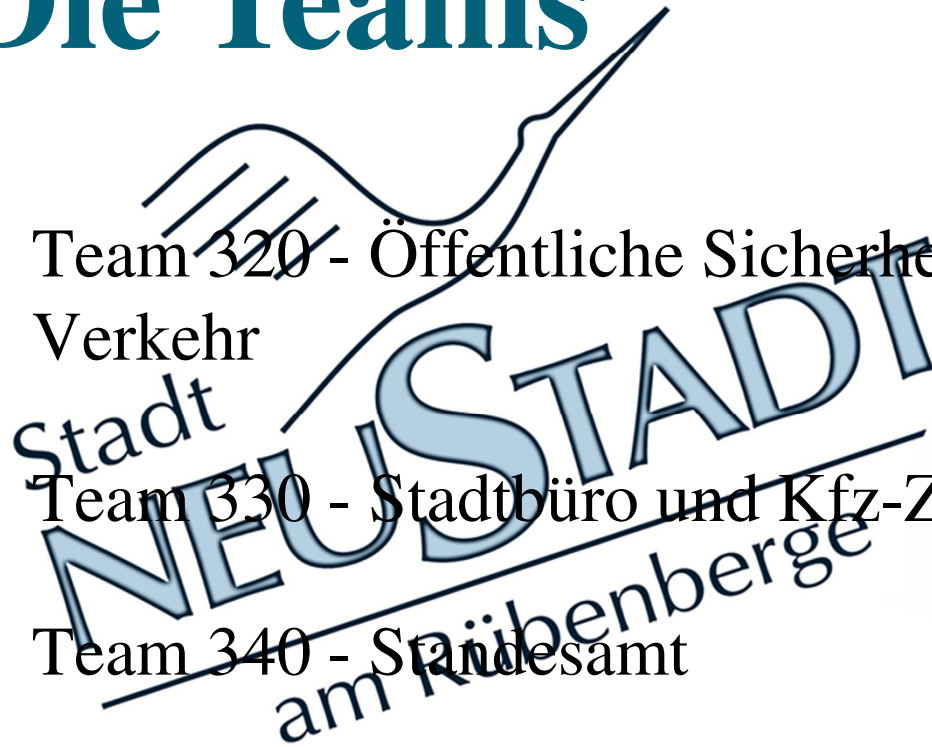 Die Teams
Team 320 - Öffentliche Sicherhe
Verkehr
Stadt
NEUSTADT
am Rübenberge
Team 330 - Stadtbüro und Kfz-Z
Team 340 - Standesamt